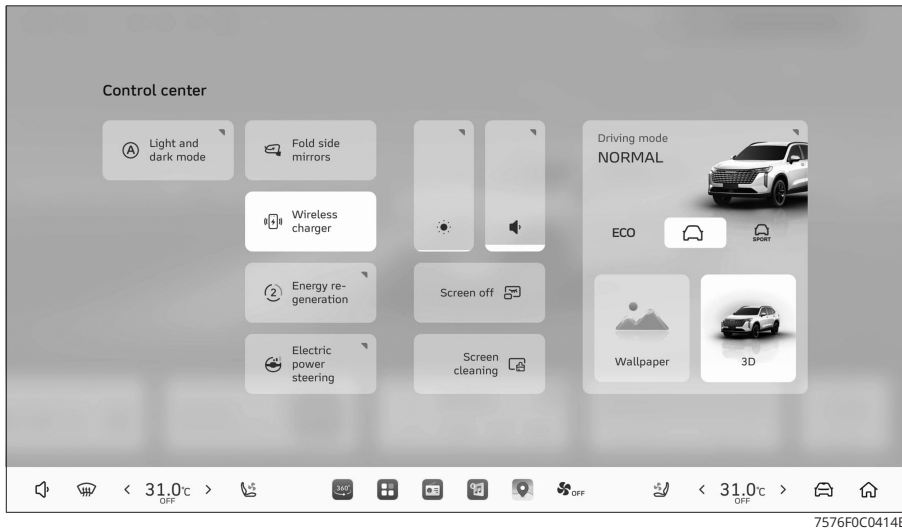 Control center
Light and
dark mode
Fold side
mirrors
Wireless
charger
Energy re-
generation
2
Electric
power
steering
Screen off
Screen
cleaning
Driving mode
NORMAL
ECO
SPORT
Wallpaper
3D
A
31.0°C
OFF
360°
OFF
31.0°C
OFF
7576F0C0414E